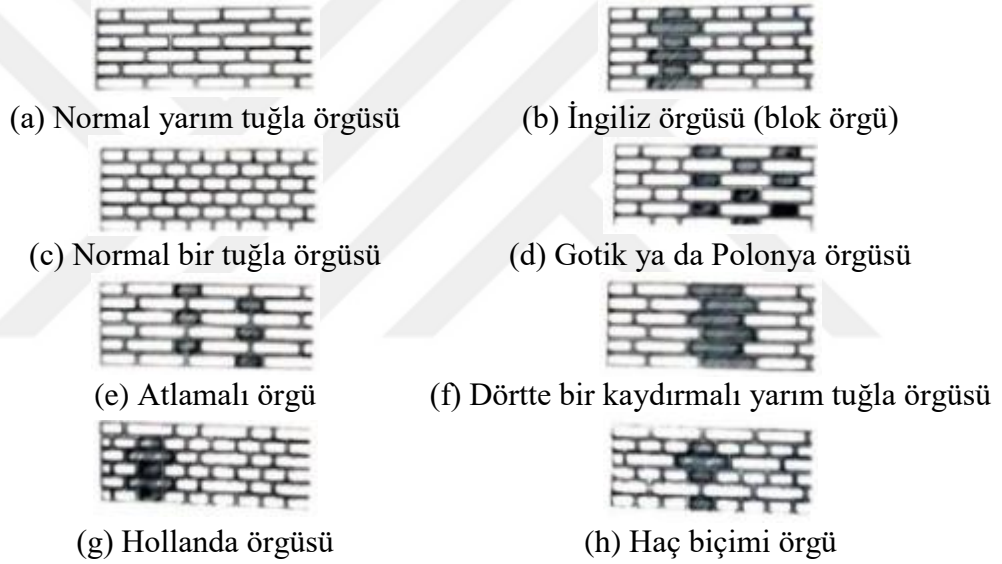 (a) Normal yarım tuğla örgüsü
(b) İngiliz örgüsü (blok örgü)
(c) Normal bir tuğla örgüsü
(d) Gotik ya da Polonya örgüsü
(e) Atlamalı örgü
(f) Dörtte bir kaydırmalı yarım tuğla örgüsü
(g) Hollanda örgüsü
(h) Haç biçimi örgü